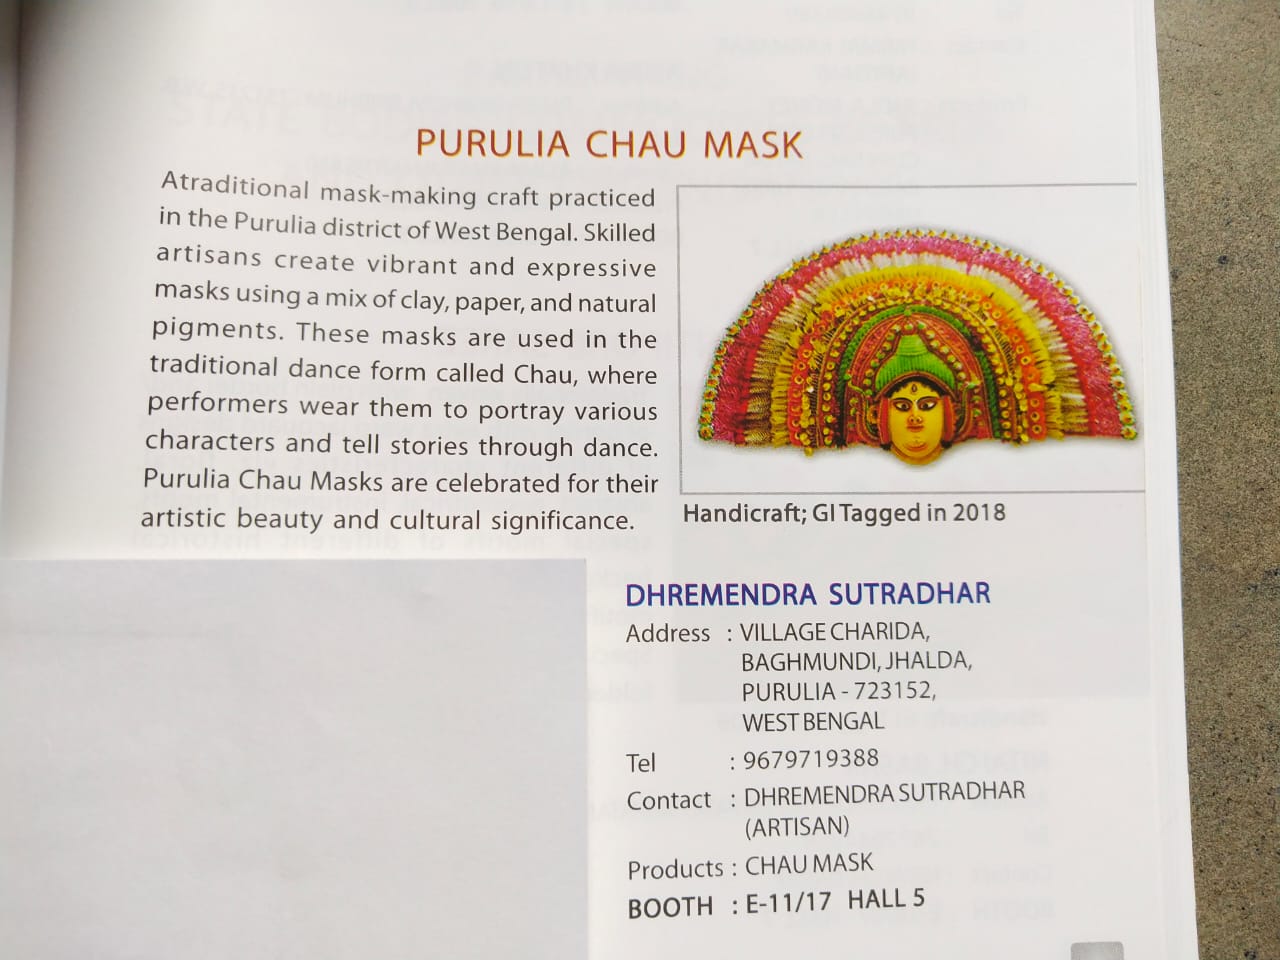 PURULIA CHAU MASK
Atraditional mask-making craft practiced
in the Purulia district of West Bengal. Skilled
artisans create vibrant and expressive
masks using a mix of clay, paper, and natural
pigments. These masks are used in the
traditional dance form called Chau, where
performers wear them to portray various
characters and tell stories through dance.
Purulia Chau Masks are celebrated for their
artistic beauty and cultural significance.
Handicraft; GI Tagged in 2018
DHREMENDRA SUTRADHAR
Address : VILLAGE CHARIDA,
BAGHMUNDI, JHALDA,
PURULIA - 723152,
WEST BENGAL
Tel : 9679719388
Contact : DHREMENDRA SUTRADHAR
(ARTISAN)
Products : CHAU MASK
BOOTH : E-11/17 HALL 5